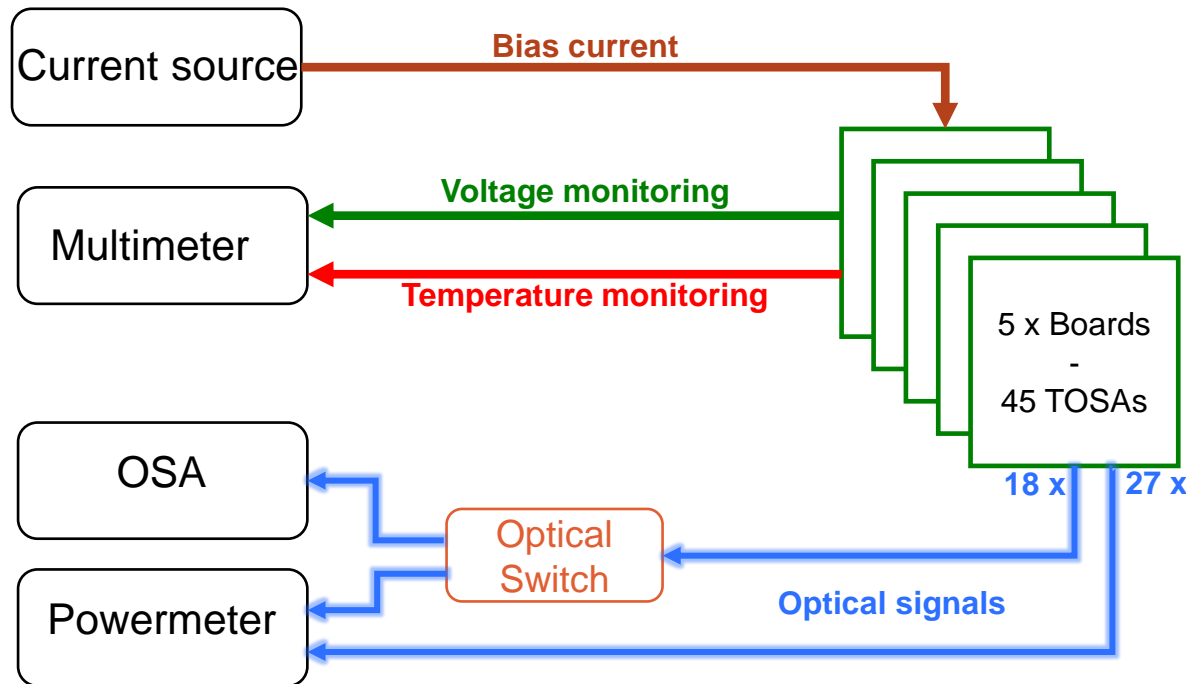 Current source
Bias current
Voltage monitoring
Multimeter
Temperature monitoring
5 x Boards
-
45 TOSAs
OSA
18 x
27 x
Optical
Switch
Optical signals
Powermeter